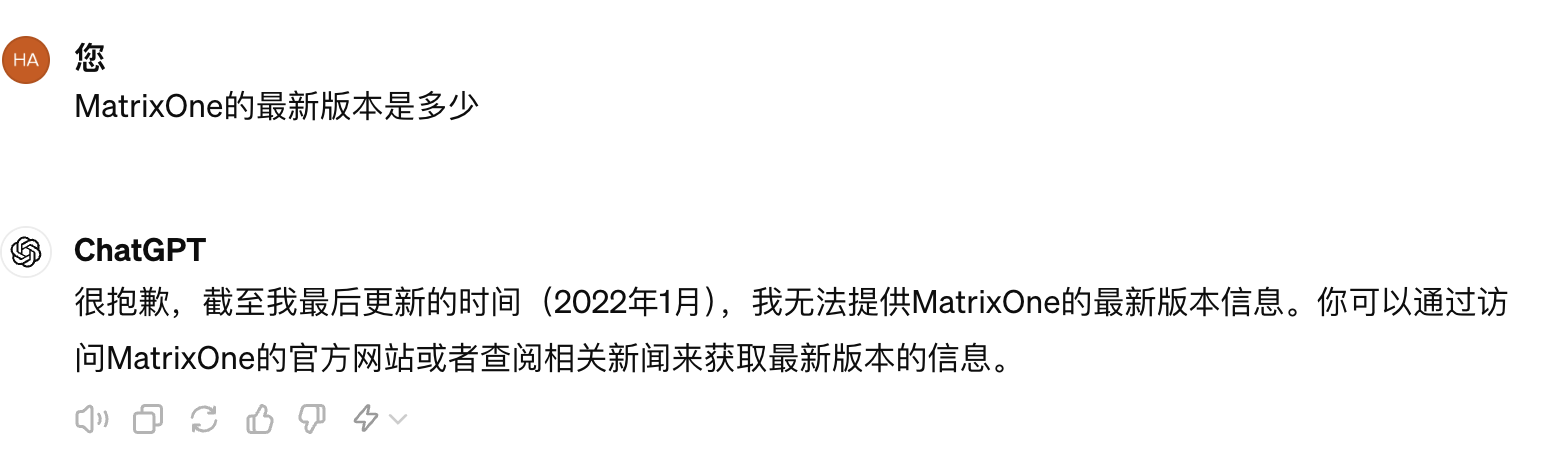 HA
您
MatrixOne的最新版本是多少
ChatGPT
很抱歉，截至我最后更新的时间（2022年1月），我无法提供MatrixOne的最新版本信息。你可以通过访
问MatrixOne的官方网站或者查阅相关新闻来获取最新版本的信息。